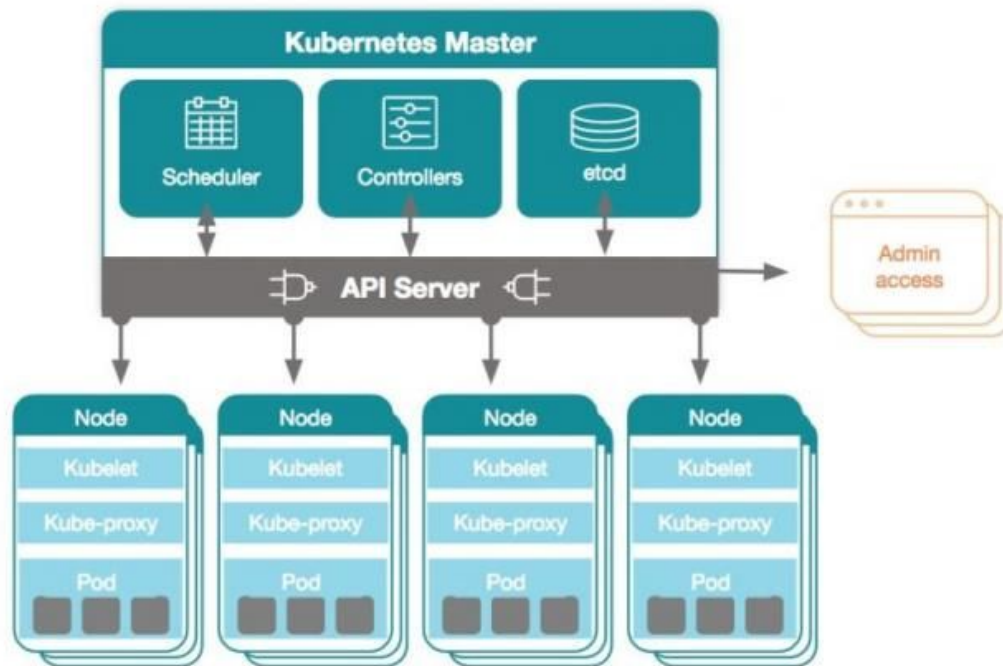 Kubernetes Master
Scheduler
Controllers
etcd
Admin
access
API Server
Node
Node
Node
Node
Kubelet
Kubelet
Kubelet
Kubelet
Kube-proxy
Kube-proxy
Kube-proxy
Kube-proxy
Pod
Pod
Pod
Pod